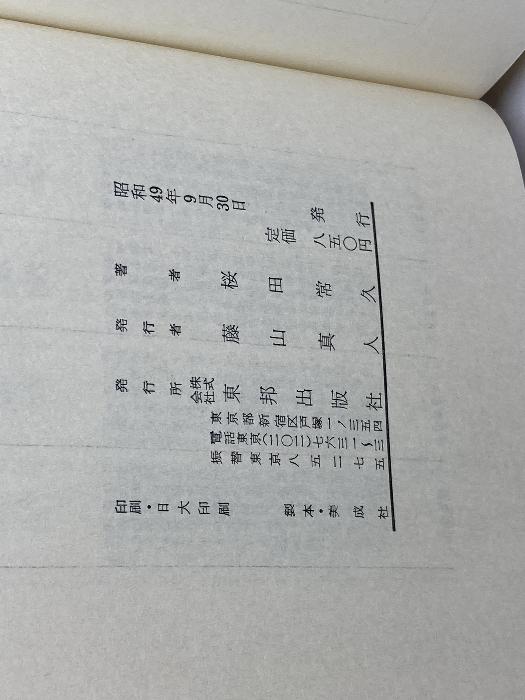 昭和49年9月30日 発行
定価 八五〇円
著者 桜田常久
発行者 藤山真人
発行所 株式会社 東邦出版社
東京都新宿区戸塚一ノ三五四
電話東京(二〇二)七六三一〜三
振替東京八五二七五
印刷・日大印刷 製本・美成社